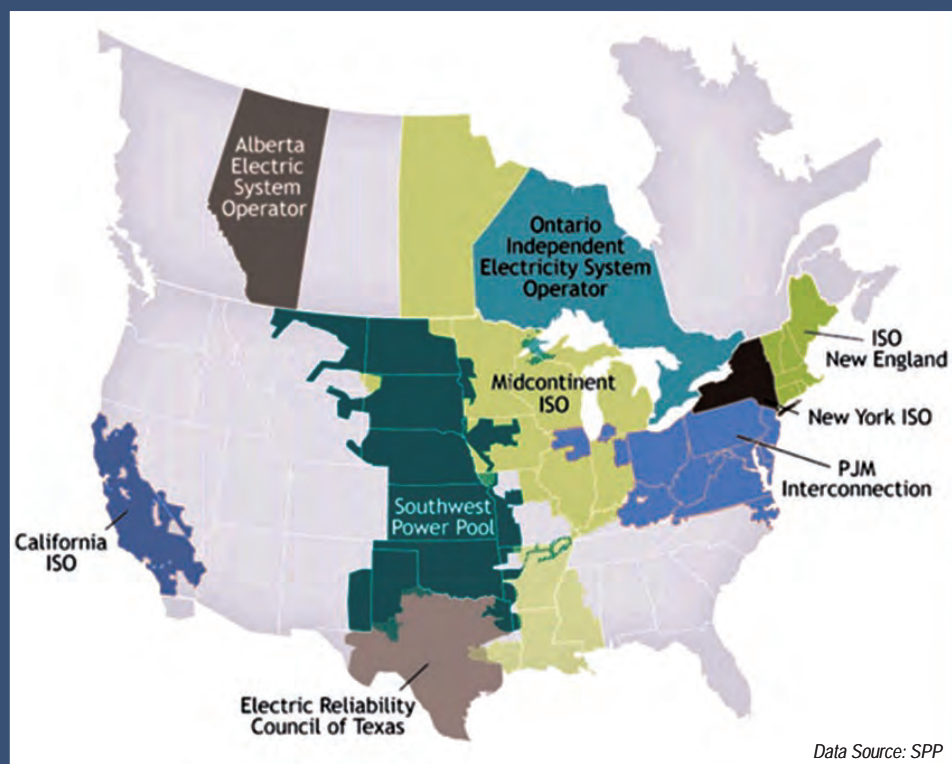 Alberta
Electric
System
Operator
Ontario
Independent
Electricity System
Operator
ISO
New England
Midcontinent
ISO
New York ISO
PJM
Interconnection
Southwest
Power Pool
California
ISO
Electric Reliability
Council of Texas
Data Source: SPP